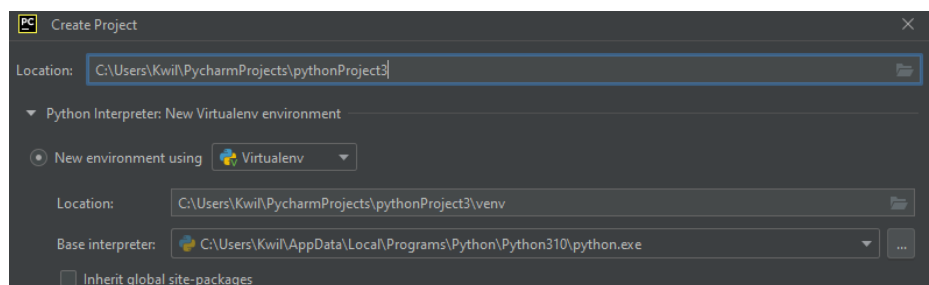 PC Create Project
Location: C:\Users\Kwil\PycharmProjects\pythonProject3
Python Interpreter: New Virtualenv environment
New environment using Virtualenv
Location: C:\Users\Kwil\PycharmProjects\pythonProject3\venv
Base interpreter: C:\Users\Kwil\AppData\Local\Programs\Python\Python310\python.exe ...
Inherit global site-packages